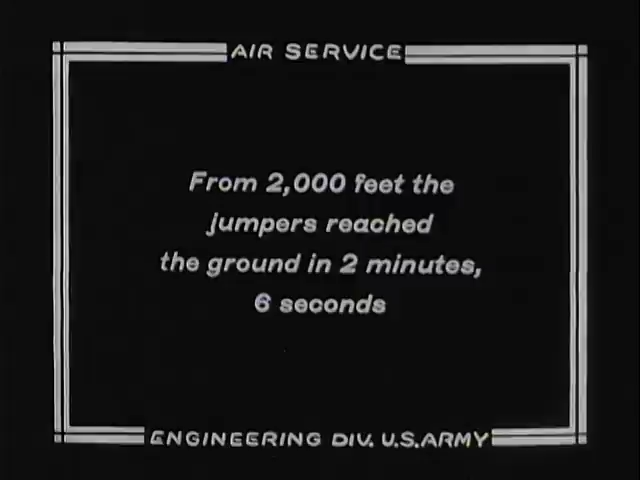 AIR SERVICE
From 2,000 feet the
jumpers reached
the ground in 2 minutes,
6 seconds
ENGINEERING DIV. U.S.ARMY